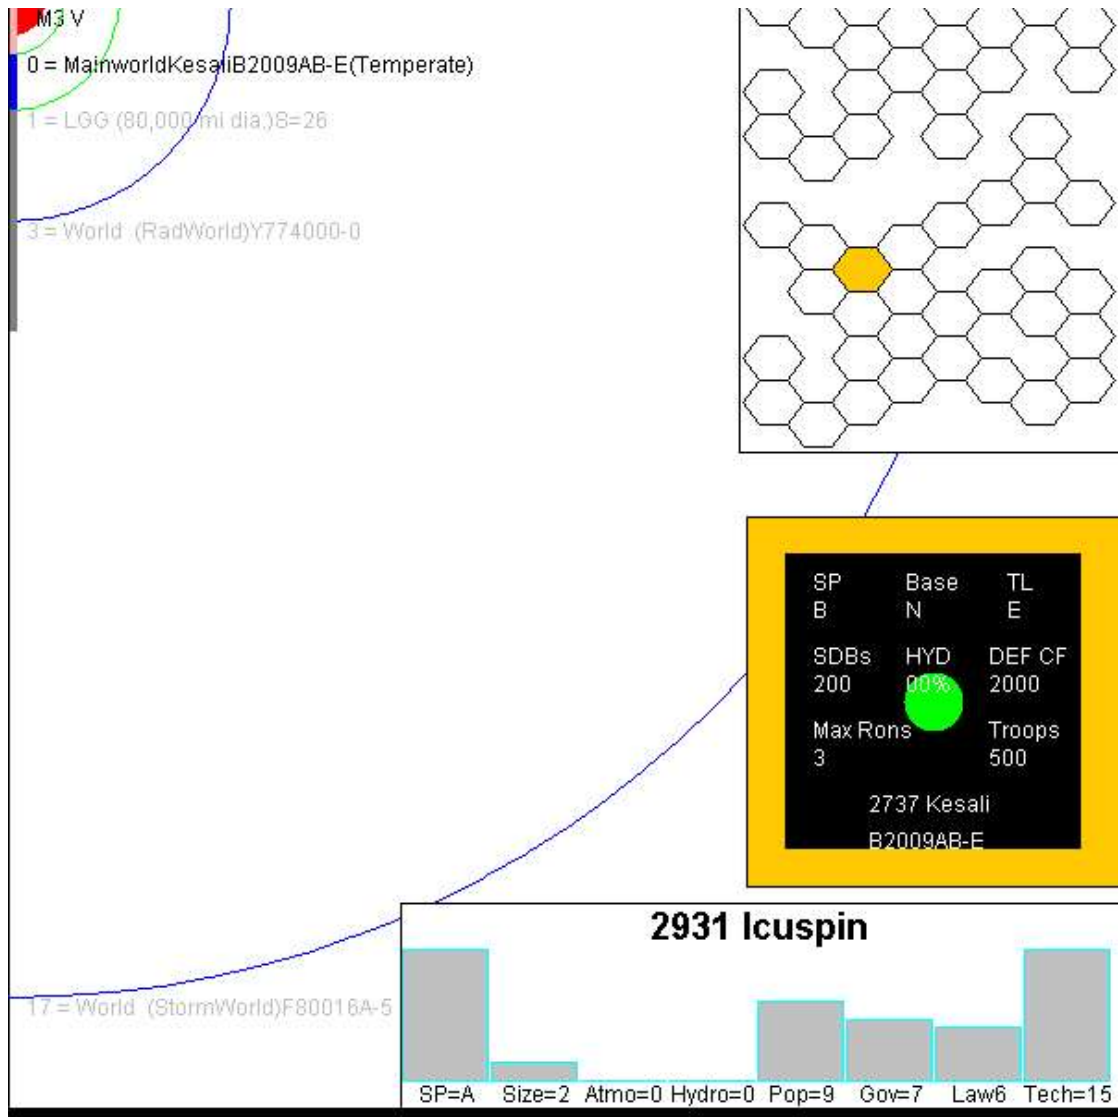 M3 V
0 = MainworldKesaliB2009AB-E(Temperate)
1 = LGG (80,000 mi dia,)S=26
3 = World (RadWorld)Y774000-0
SP Base TL
B N E
SDBs HYD DEF CF
200 00% 2000
Max Rons Troops
3 500
2737 Kesali
B2009AB-E
2931 Icuspin
17 = World (StormWorld)F80016A-5
SP=A Size=2 Atmo=0 Hydro=0 Pop=9 Gov=7 Law6 Tech=15